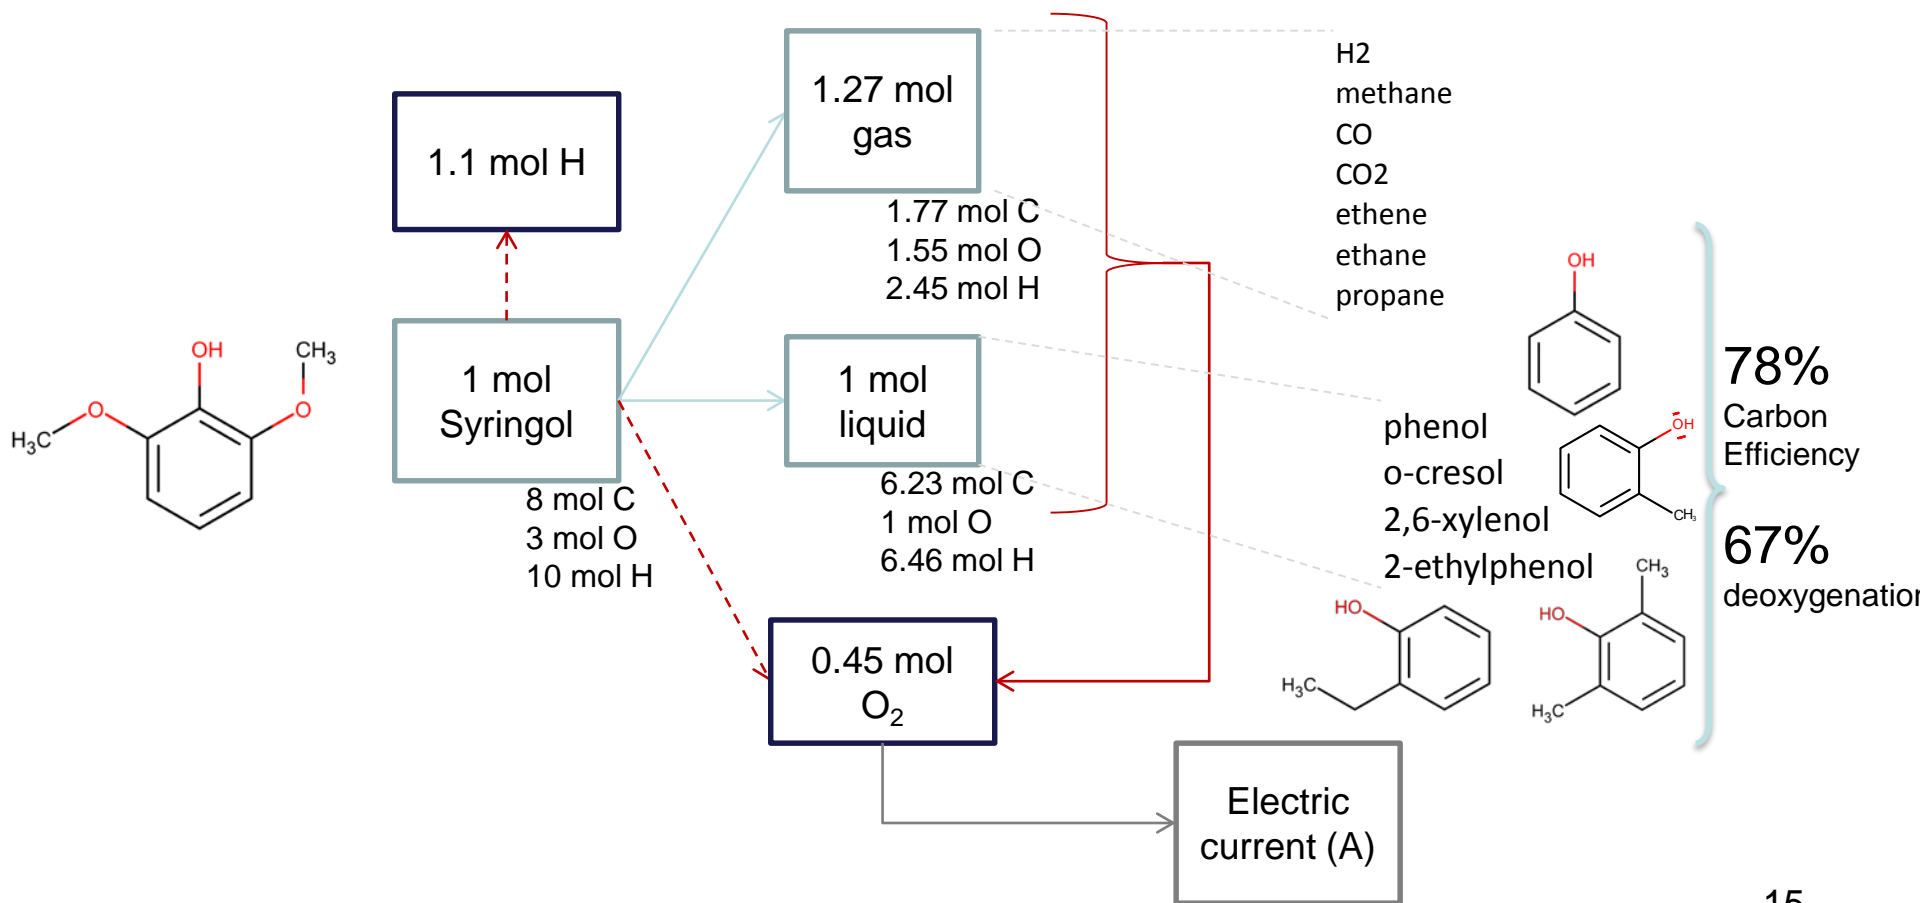 1.1 mol H
1 mol
Syringol
8 mol C
3 mol O
10 mol H
OH
CH₃
O
O
H₃C
1.27 mol
gas
1.77 mol C
1.55 mol O
2.45 mol H
1 mol
liquid
6.23 mol C
1 mol O
6.46 mol H
0.45 mol
O₂
Electric
current (A)
H2
methane
CO
CO2
ethene
ethane
propane
OH
phenol
o-cresol
2,6-xylenol
2-ethylphenol
OH
CH₃
HO
H₃C
CH₃
HO
H₃C
78%
Carbon
Efficiency
67%
deoxygenation
15